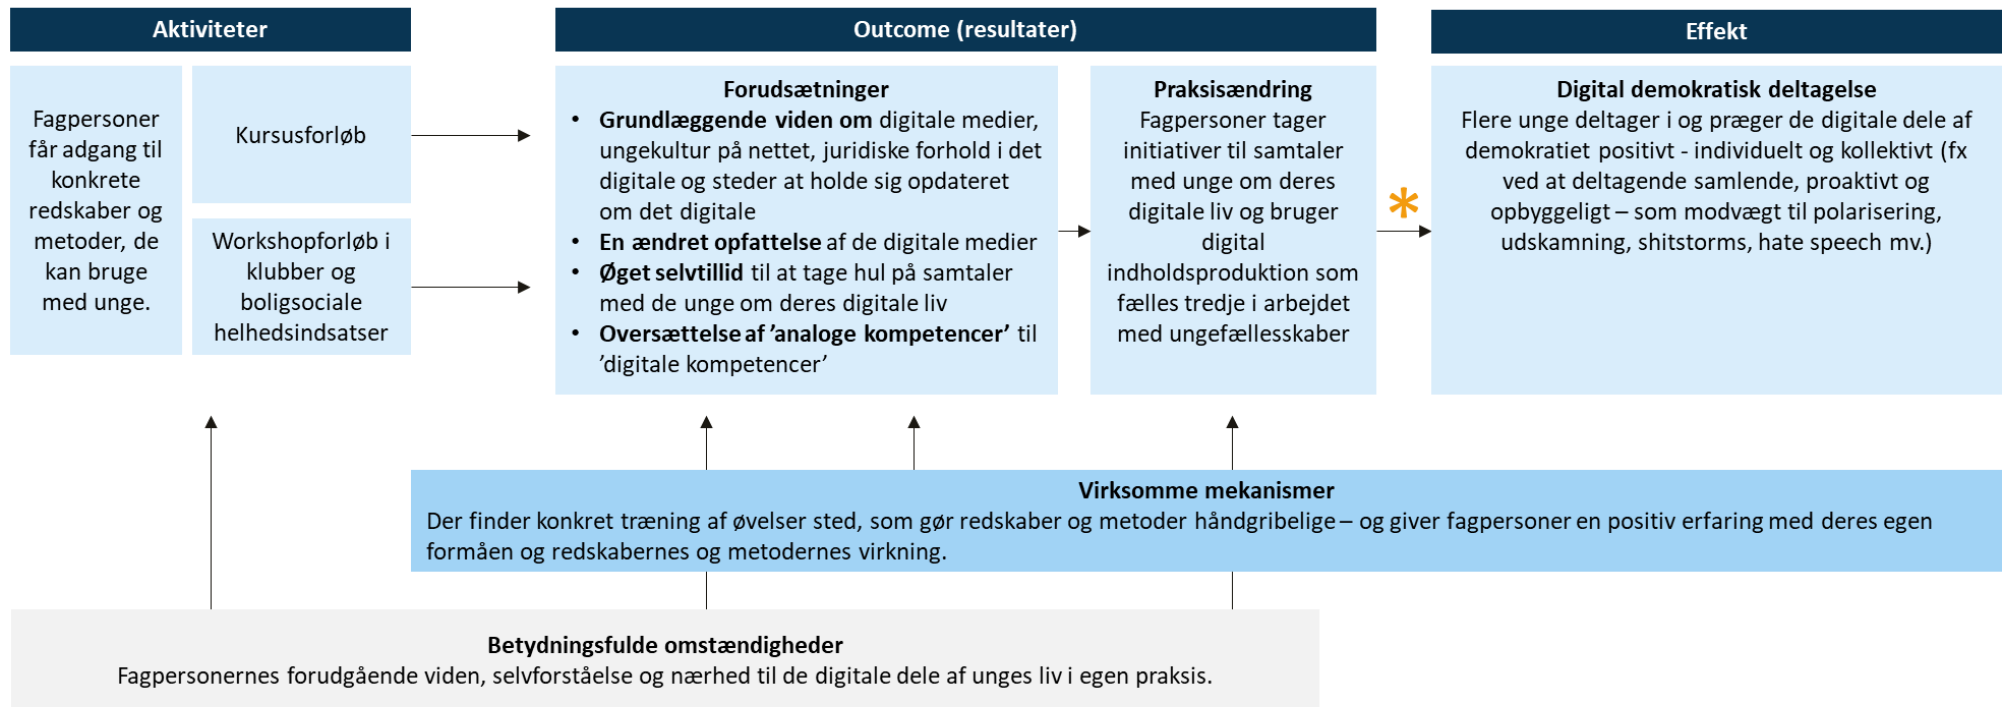 Aktiviteter
Fagpersoner
får adgang til
konkrete
redskaber og
metoder, de
kan bruge
med unge.
Kursusforløb
Workshopforløb i
klubber og
boligsociale
helhedsindsatser
Outcome (resultater)
Forudsætninger
• Grundlæggende viden om digitale medier,
ungekultur på nettet, juridiske forhold i det
digitale og steder at holde sig opdateret
om det digitale
• En ændret opfattelse af de digitale medier
• Øget selvtillid til at tage hul på samtaler
med de unge om deres digitale liv
• Oversættelse af ’analoge kompetencer’ til
’digitale kompetencer’
Praksisændring
Fagpersoner tager
initiativer til samtaler
med unge om deres
digitale liv og bruger
digital
indholdsproduktion som
fælles tredje i arbejdet
med ungefællesskaber
*
Effekt
Digital demokratisk deltagelse
Flere unge deltager i og præger de digitale dele af
demokratiet positivt - individuelt og kollektivt (fx
ved at deltagende samlende, proaktivt og
opbyggeligt – som modvægt til polarisering,
udskamning, shitstorms, hate speech mv.)
Virksomme mekanismer
Der finder konkret træning af øvelser sted, som gør redskaber og metoder håndgribelige – og giver fagpersoner en positiv erfaring med deres egen
formåen og redskabernes og metodernes virkning.
Betydningsfulde omstændigheder
Fagpersonernes forudgående viden, selvforståelse og nærhed til de digitale dele af unges liv i egen praksis.